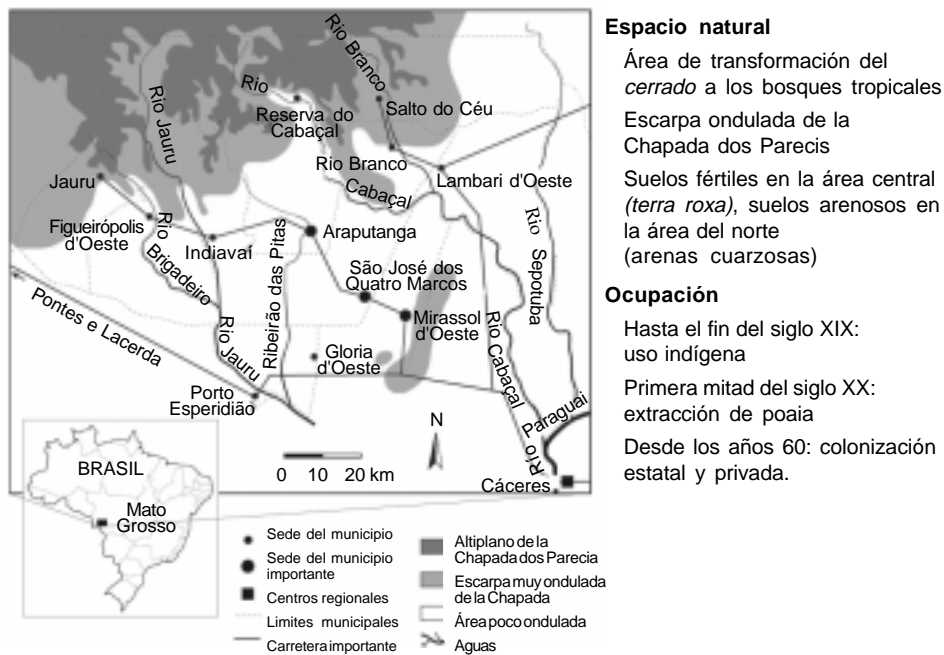 Rio Branco
Rio
Rio Jauru
Reserva do
Cabaçal
Salto do Céu
Rio Branco
Cabaçal
Lambari d'Oeste
Jauru
Figueirópolis
d'Oeste
Rio
Brigadeiro
Indiavaí
Ribeirão das Pitas
Araputanga
Rio Sepotuba
São José dos
Quatro Marcos
Mirassol
d'Oeste
Pontes e Lacerda
Rio Jauru
Gloria
d'Oeste
Rio Cabaçal
Porto
Esperidião
N
Paraguai
Río
0 10 20 km
Cáceres
BRASIL
Mato
Grosso
Sede del municipio
Sede del municipio
importante
Centros regionales
Limites municipales
Carretera importante
Altiplano de la
Chapada dos Parecia
Escarpa muy ondulada
de la Chapada
Área poco ondulada
Aguas
Espacio natural
Área de transformación del
cerrado a los bosques tropicales
Escarpa ondulada de la
Chapada dos Parecis
Suelos fértiles en la área central
(terra roxa), suelos arenosos en
la área del norte
(arenas cuarzosas)
Ocupación
Hasta el fin del siglo XIX:
uso indígena
Primera mitad del siglo XX:
extracción de poaia
Desde los años 60: colonización
estatal y privada.